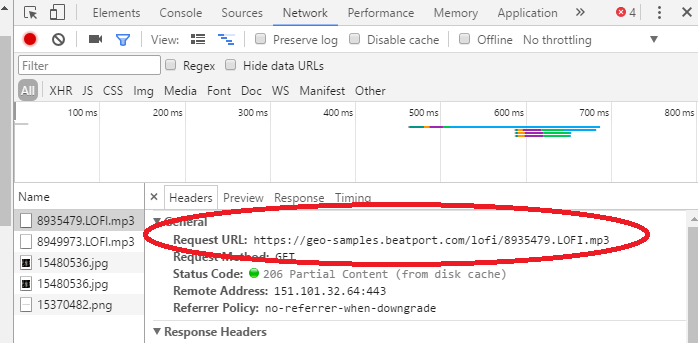 Elements Console Sources Network Performance Memory Application » 4
View: Preserve log Disable cache Offline No throttling ▼
Filter Regex Hide data URLs
All XHR JS CSS Img Media Font Doc WS Manifest Other
100 ms 200 ms 300 ms 400 ms 500 ms 600 ms 700 ms 800 ms
Name × Headers Preview Response Timing
8935479.LOFI.mp3
8949973.LOFI.mp3
15480536.jpg
15480536.jpg
15370482.png
▼ General
Request URL: https://geo-samples.beatport.com/lofi/8935479.LOFI.mp3
Request Method: GET
Status Code: 206 Partial Content (from disk cache)
Remote Address: 151.101.32.64:443
Referrer Policy: no-referrer-when-downgrade
▼ Response Headers